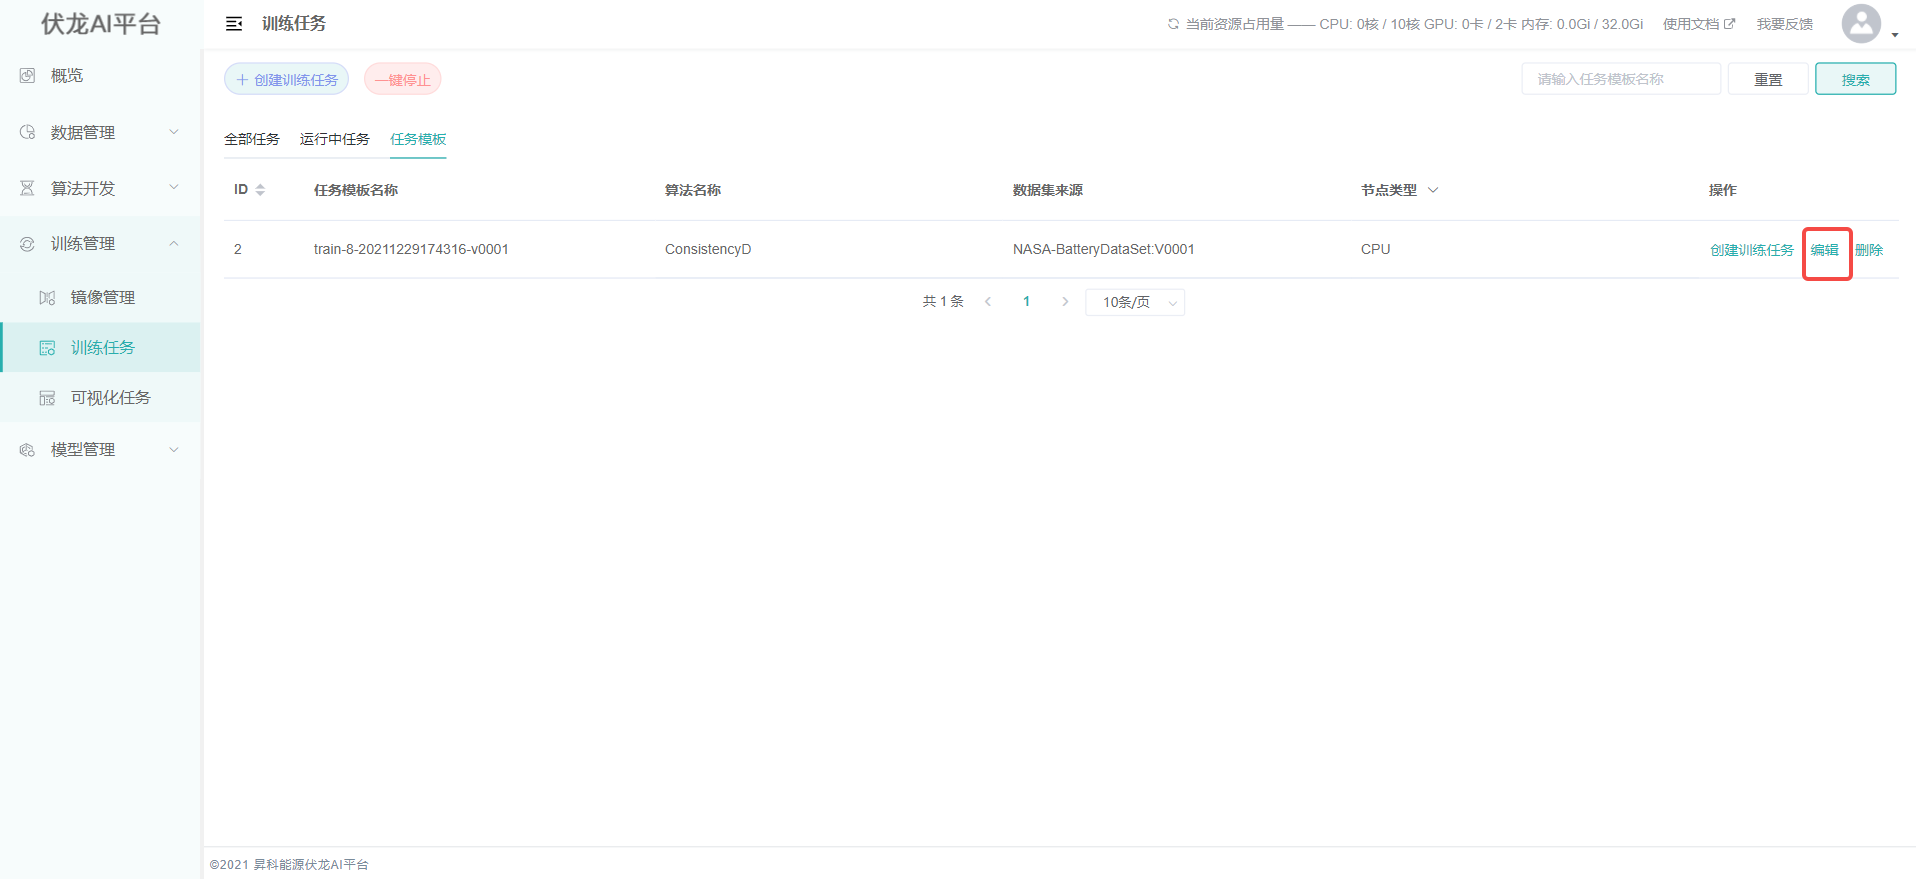 伏龙AI平台
训练任务
当前资源占用量 —— CPU: 0核 / 10核 GPU: 0卡 / 2卡 内存: 0.0Gi / 32.0Gi
使用文档
我要反馈
概览
数据管理
算法开发
训练管理
镜像管理
训练任务
可视化任务
模型管理
+ 创建训练任务
一键停止
请输入任务模板名称
重置
搜索
全部任务 运行中任务 任务模板
ID 任务模板名称 算法名称 数据集来源 节点类型 操作
2 train-8-20211229174316-v0001 ConsistencyD NASA-BatteryDataSet:V0001 CPU 创建训练任务 编辑 删除
共 1 条 1 10条/页
©2021 昇科能源伏龙AI平台